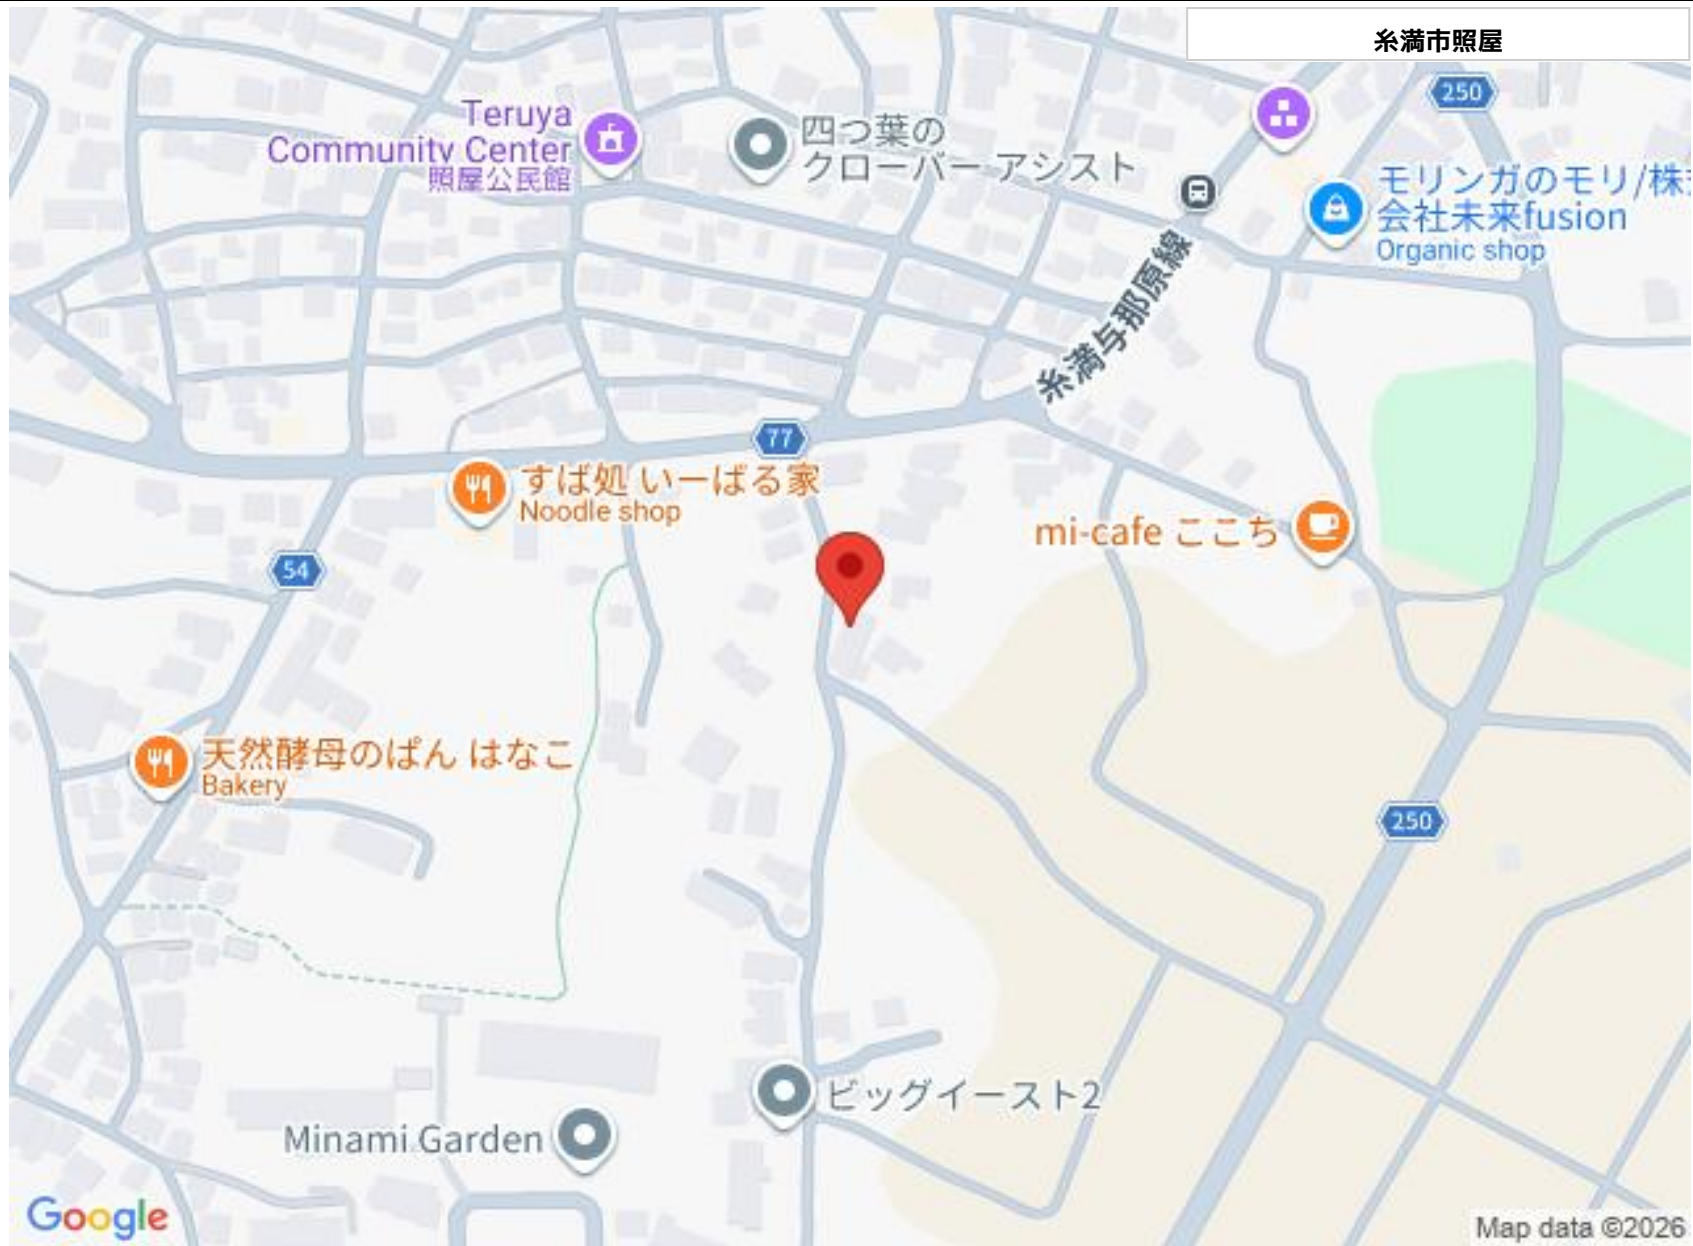 糸満市照屋
250
Teruya
Community Center
照屋公民館
四つ葉の
クローバー アシスト
モリンガのモリ/株
会社未来fusion
Organic shop
糸満与那原線
77
すば処 いーばる家
Noodle shop
mi-cafe ここち
54
天然酵母のぱん はなこ
Bakery
250
ビッグイースト2
Minami Garden
Google
Map data ©2026